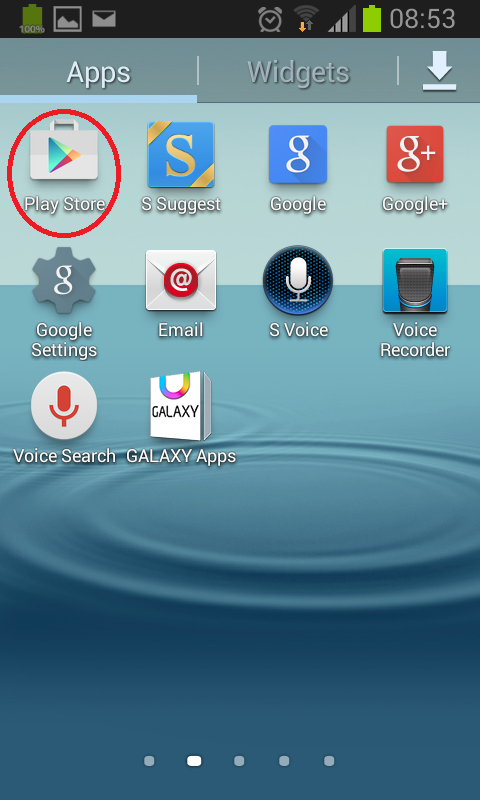 100%
08:53
Apps
Widgets
S
g
g+
Play Store
S Suggest
Google
Google+
g
@
Google
Settings
Email
S Voice
Voice
Recorder
GALAXY
Voice Search
GALAXY Apps